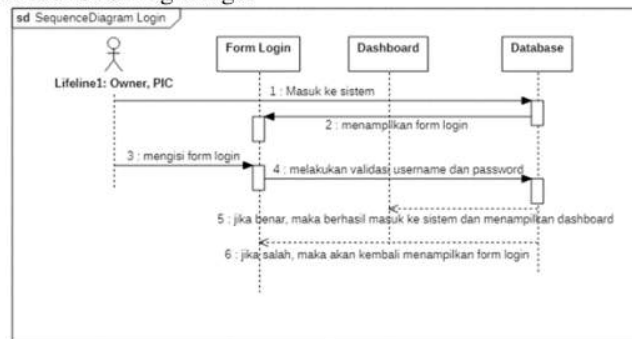 sd SequenceDiagram Login
Form Login
Dashboard
Database
Lifeline1: Owner, PIC
1 : Masuk ke sistem
2 : menampilkan form login
3 : mengisi form login
4 : melakukan validasi username dan password
5 : jika benar, maka berhasil masuk ke sistem dan menampilkan dashboard
6 : jika salah, maka akan kembali menampilkan form login